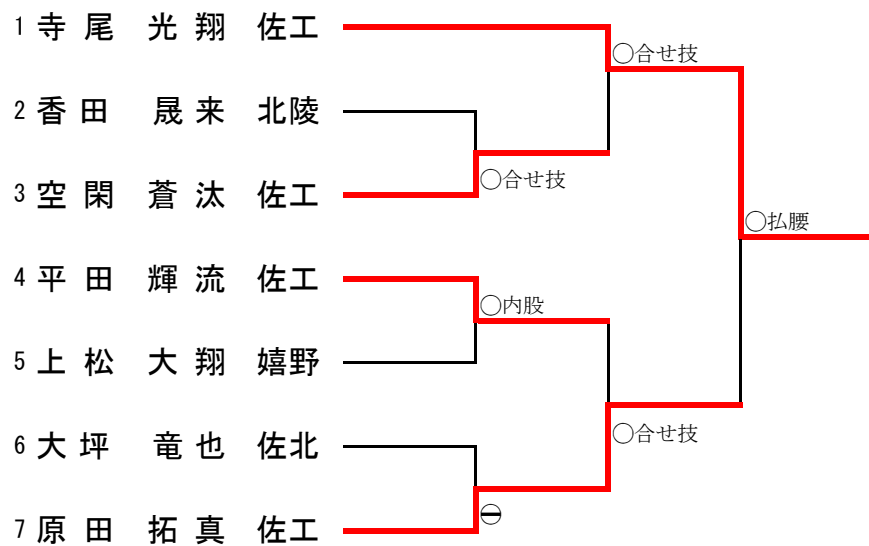 1 寺尾 光翔 佐工
○合せ技
2 香田 晟来 北陵
○合せ技
3 空閑 蒼汰 佐工
○払腰
4 平田 輝流 佐工
○内股
5 上松 大翔 嬉野
○合せ技
6 大坪 竜也 佐北
㊀
7 原田 拓真 佐工